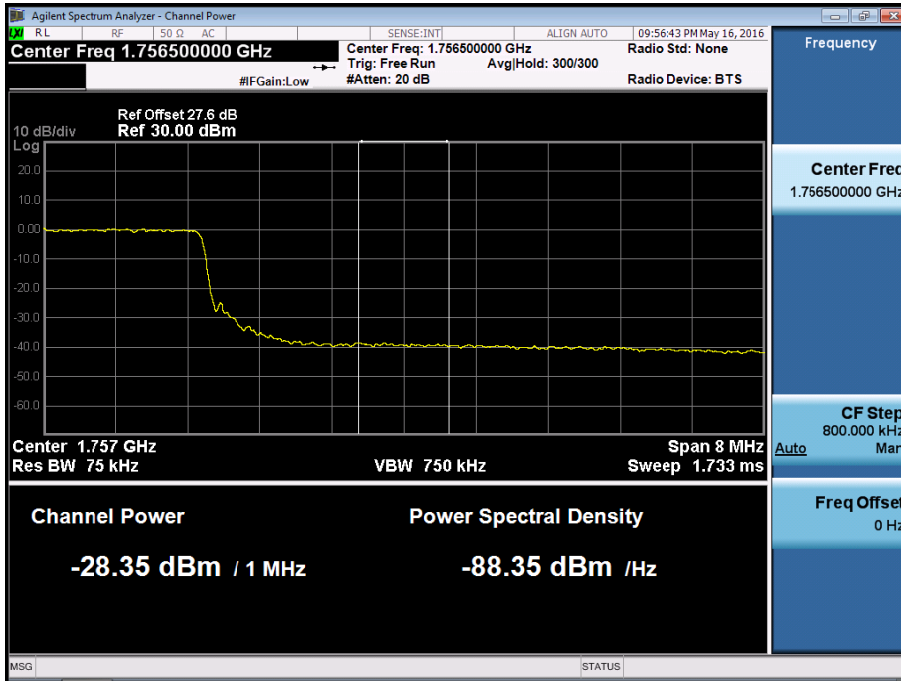 Agilent Spectrum Analyzer - Channel Power
LXI RL RF 50 Ω AC SENSE:INT ALIGN AUTO 09:56:43 PM May 16, 2016
Center Freq 1.756500000 GHz
Center Freq: 1.756500000 GHz Radio Std: None
Trig: Free Run Avg|Hold: 300/300
#IFGain:Low #Atten: 20 dB Radio Device: BTS
Ref Offset 27.6 dB
10 dB/div Ref 30.00 dBm
Log
20.0
10.0
0.00
-10.0
-20.0
-30.0
-40.0
-50.0
-60.0
Center 1.757 GHz Span 8 MHz
Res BW 75 kHz VBW 750 kHz Sweep 1.733 ms
Channel Power Power Spectral Density
-28.35 dBm / 1 MHz -88.35 dBm /Hz
MSG STATUS
Frequency
Center Freq
1.756500000 GHz
CF Step
800.000 kHz
Auto Man
Freq Offset
0 Hz